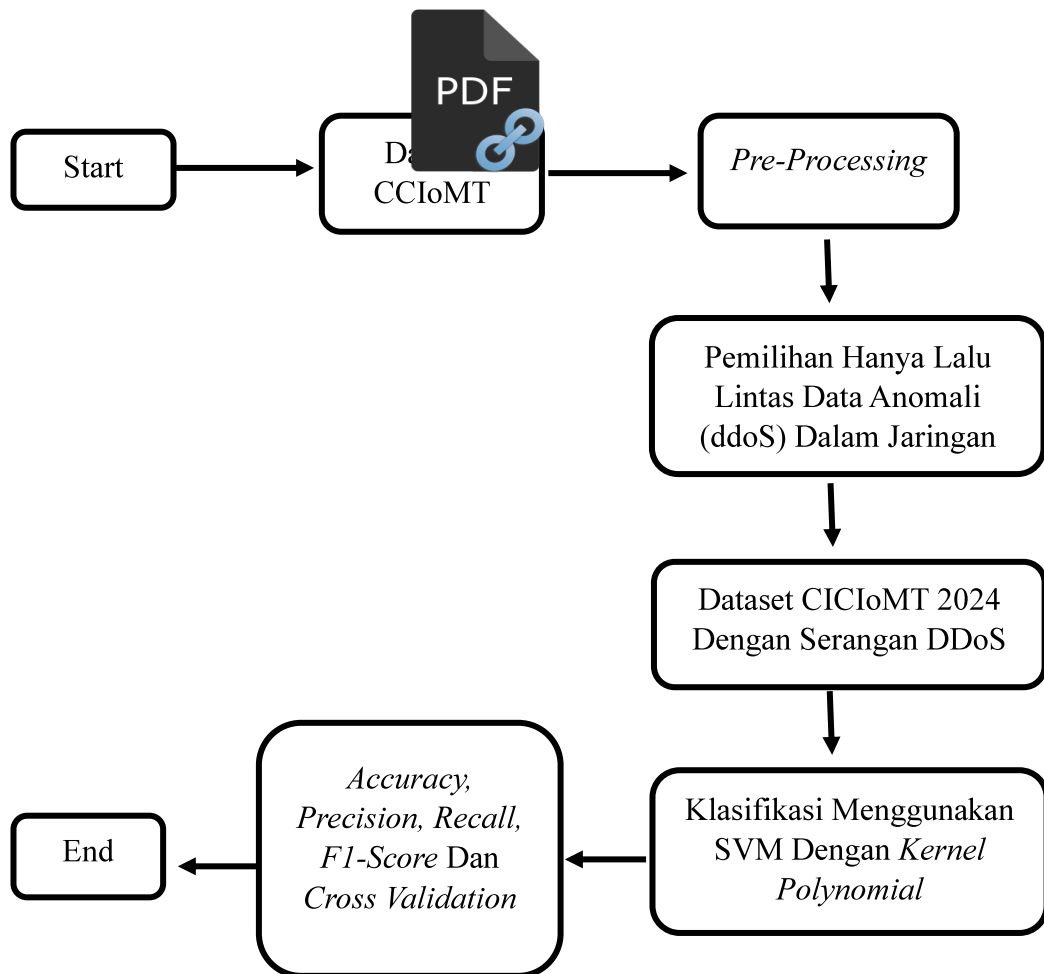 PDF
Start
CCIoMT
Pre-Processing
Pemilihan Hanya Lalu
Lintas Data Anomali
(ddoS) Dalam Jaringan
Dataset CICIoMT 2024
Dengan Serangan DDoS
Klasifikasi Menggunakan
SVM Dengan Kernel
Polynomial
Accuracy,
Precision, Recall,
F1-Score Dan
Cross Validation
End